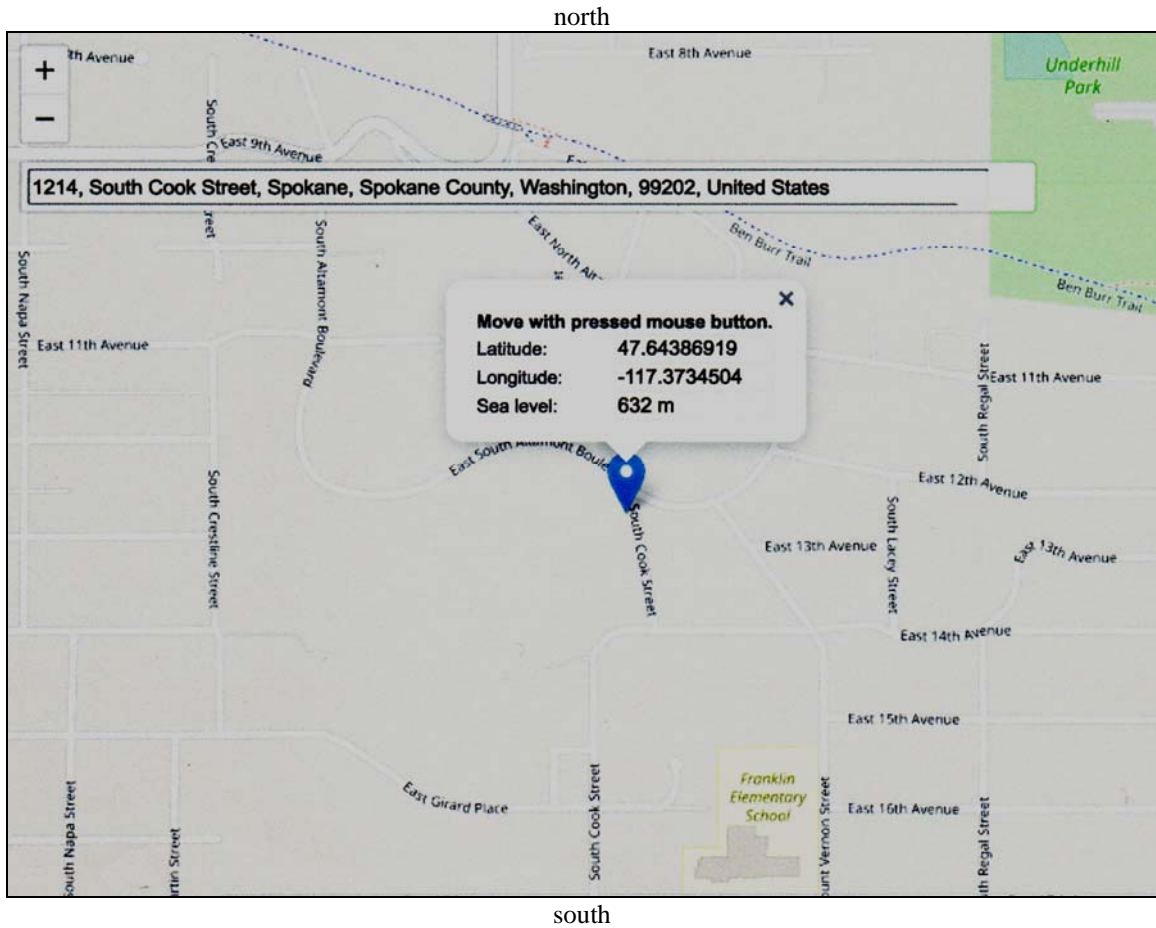 north
+
th Avenue
East 8th Avenue
Underhill
Park
−
South Cre
East 9th Avenue
1214, South Cook Street, Spokane, Spokane County, Washington, 99202, United States
reet
South Altamont Boulevard
East North Alt
Ben Burr Trail
Ben Burr Trail
South Napa Street
East 11th Avenue
×
Move with pressed mouse button.
Latitude: 47.64386919
Longitude: -117.3734504
Sea level: 632 m
South Regal Street
East 11th Avenue
East South Altamont Boule
East 12th Avenue
South Crestline Street
South Cook Street
East 13th Avenue
South Lacey Street
East 13th Avenue
East 14th Avenue
East 15th Avenue
East Girard Place
South Cook Street
Franklin
Elementary
School
East 16th Avenue
outh Napa Street
rtin Street
ount Vernon Street
th Regal Street
south